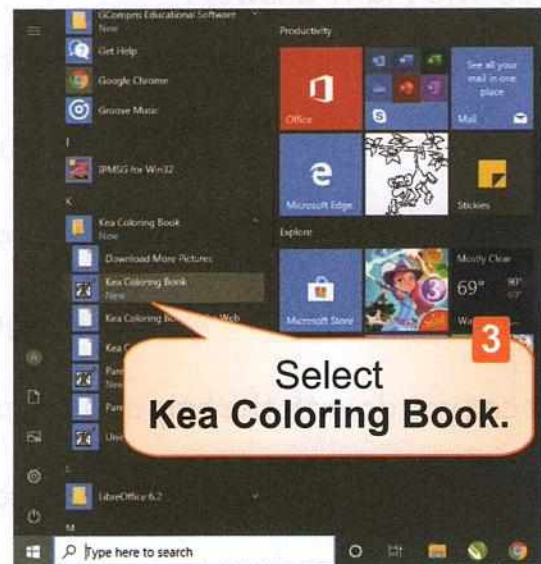 GCompris Educational Software
New
Get Help
Google Chrome
Groove Music
I
IPMSG for Win32
K
Kea Coloring Book
New
Download More Pictures
Kea Coloring Book
New
Kea Coloring Web
Kea
New
L
LibreOffice 6.2
M
Type here to search
Productivity
Office
See all your
mail in one
place
Mail
Microsoft Edge
Stickies
Explore
Microsoft Store
3
Mostly Clear
69° 90°
3
Select
Kea Coloring Book.